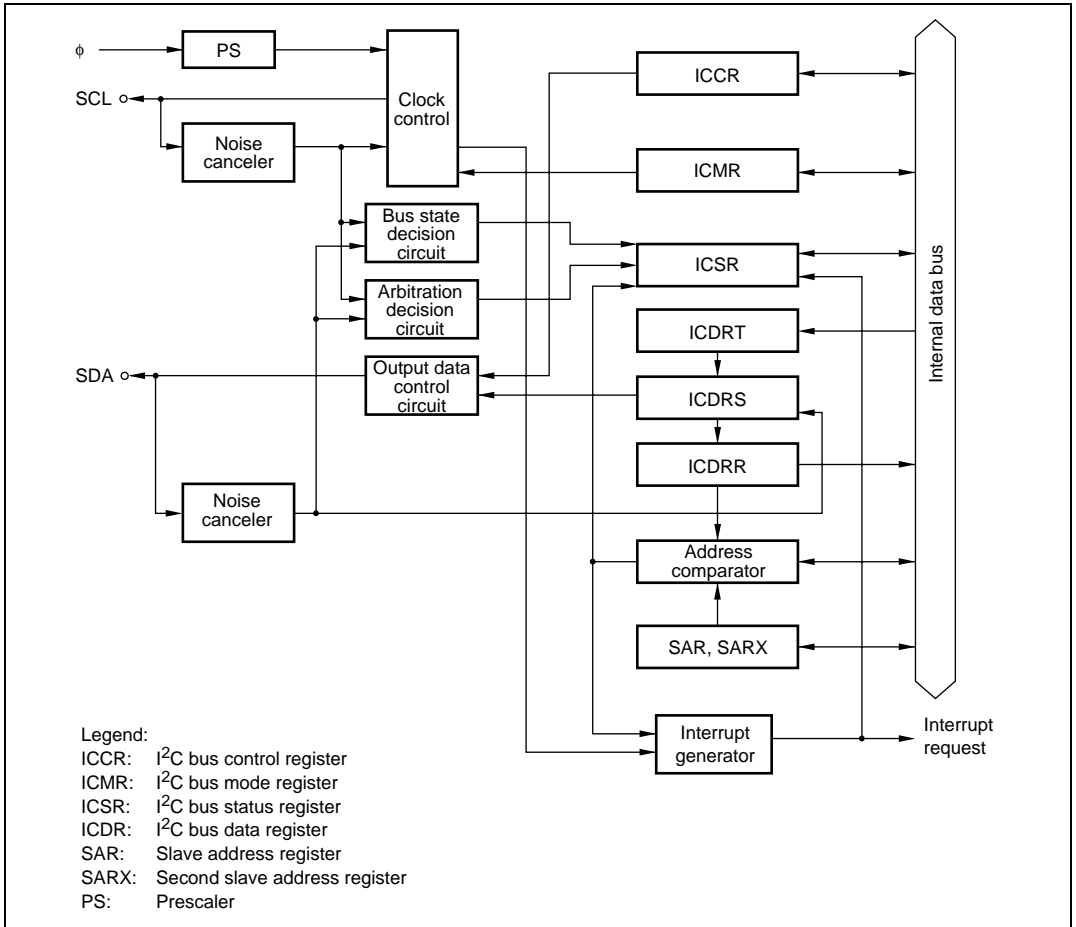 ϕ
PS
SCL
Clock
control
Noise
canceler
Bus state
decision
circuit
Arbitration
decision
circuit
SDA
Output data
control
circuit
Noise
canceler
ICCR
ICMR
ICSR
ICDRT
ICDRS
ICDRR
Address
comparator
SAR, SARX
Internal data bus
Interrupt
generator
Interrupt
request
Legend:
ICCR: I²C bus control register
ICMR: I²C bus mode register
ICSR: I²C bus status register
ICDR: I²C bus data register
SAR: Slave address register
SARX: Second slave address register
PS: Prescaler